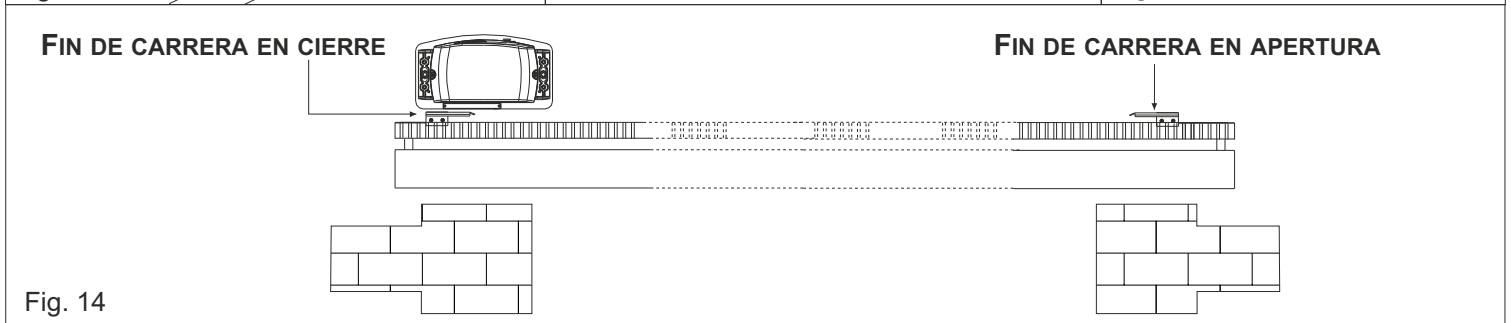 FIN DE CARRERA EN CIERRE
FIN DE CARRERA EN APERTURA
Fig. 14